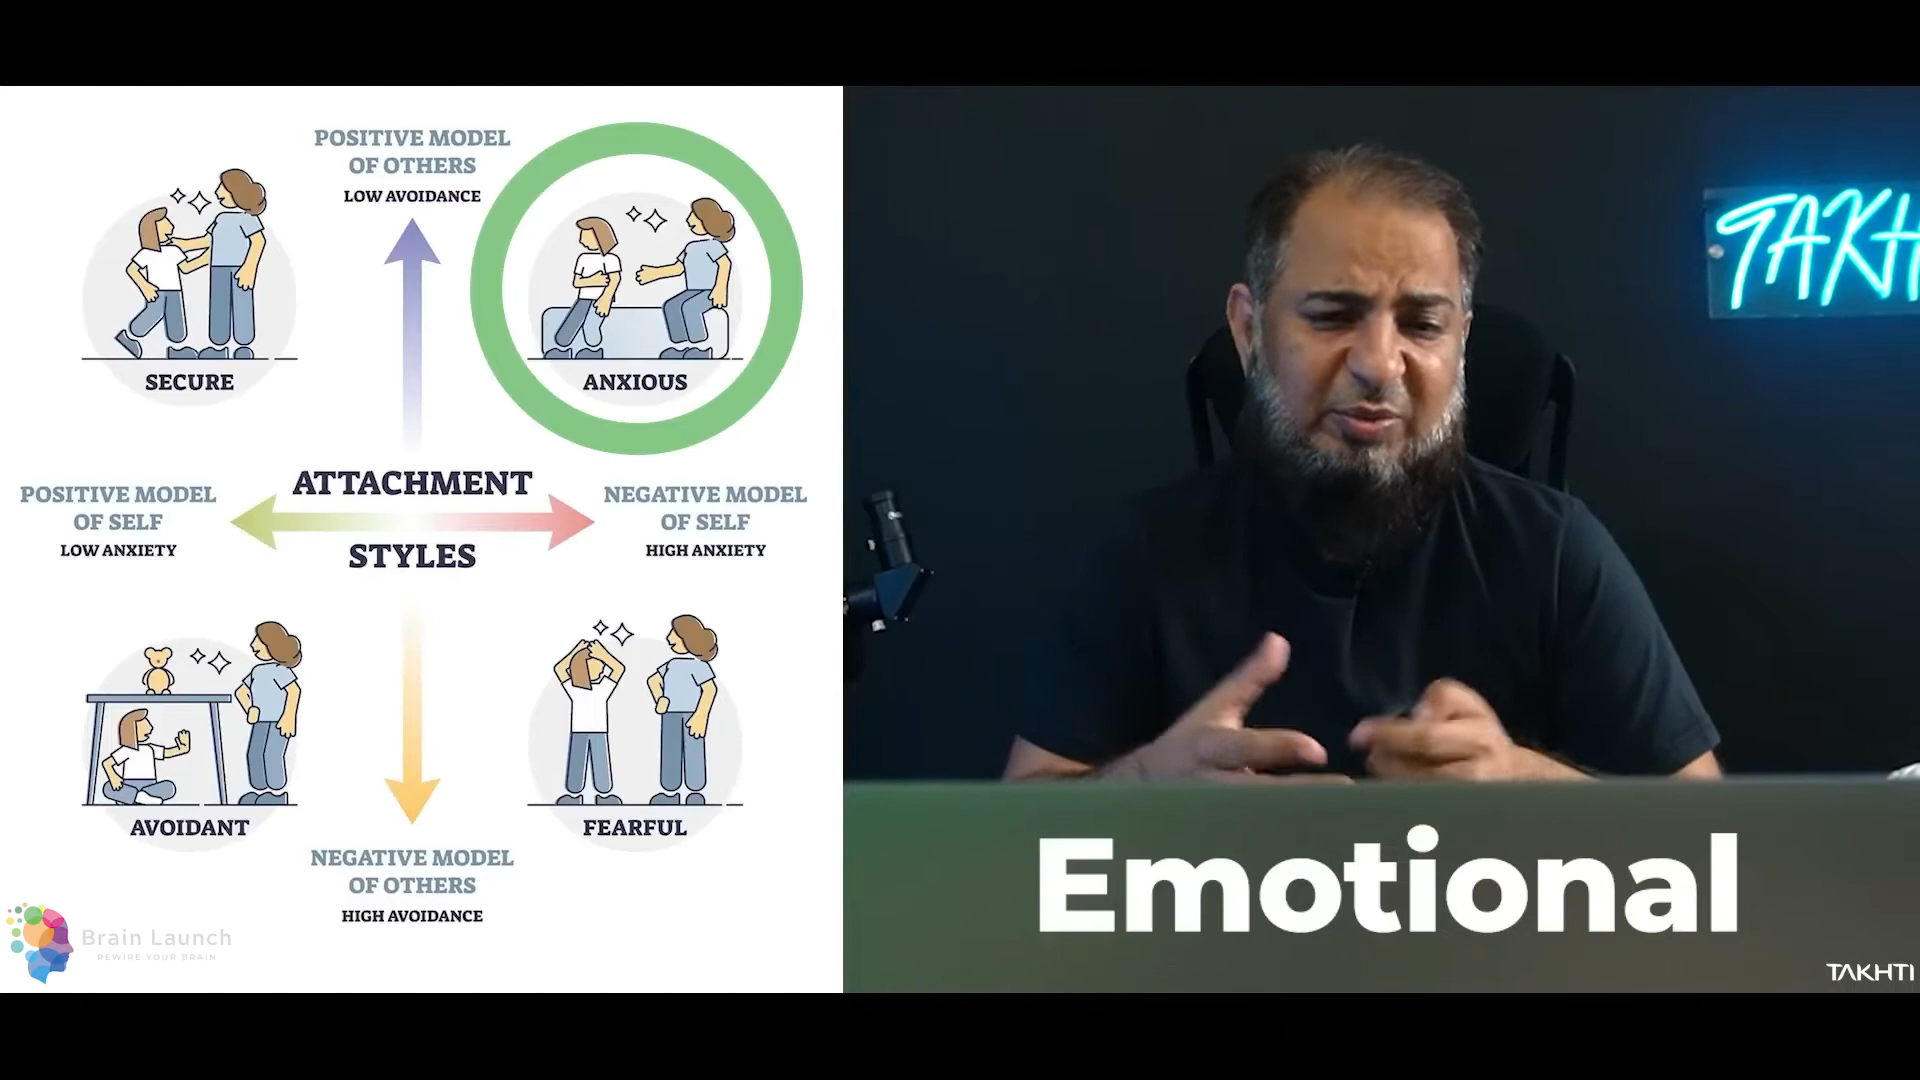 POSITIVE MODEL
OF OTHERS
LOW AVOIDANCE
SECURE
ANXIOUS
ATTACHMENT
STYLES
POSITIVE MODEL
OF SELF
LOW ANXIETY
NEGATIVE MODEL
OF SELF
HIGH ANXIETY
AVOIDANT
FEARFUL
NEGATIVE MODEL
OF OTHERS
HIGH AVOIDANCE
Brain Launch
REWIRE YOUR BRAIN
TAKH
Emotional
TAKHTI